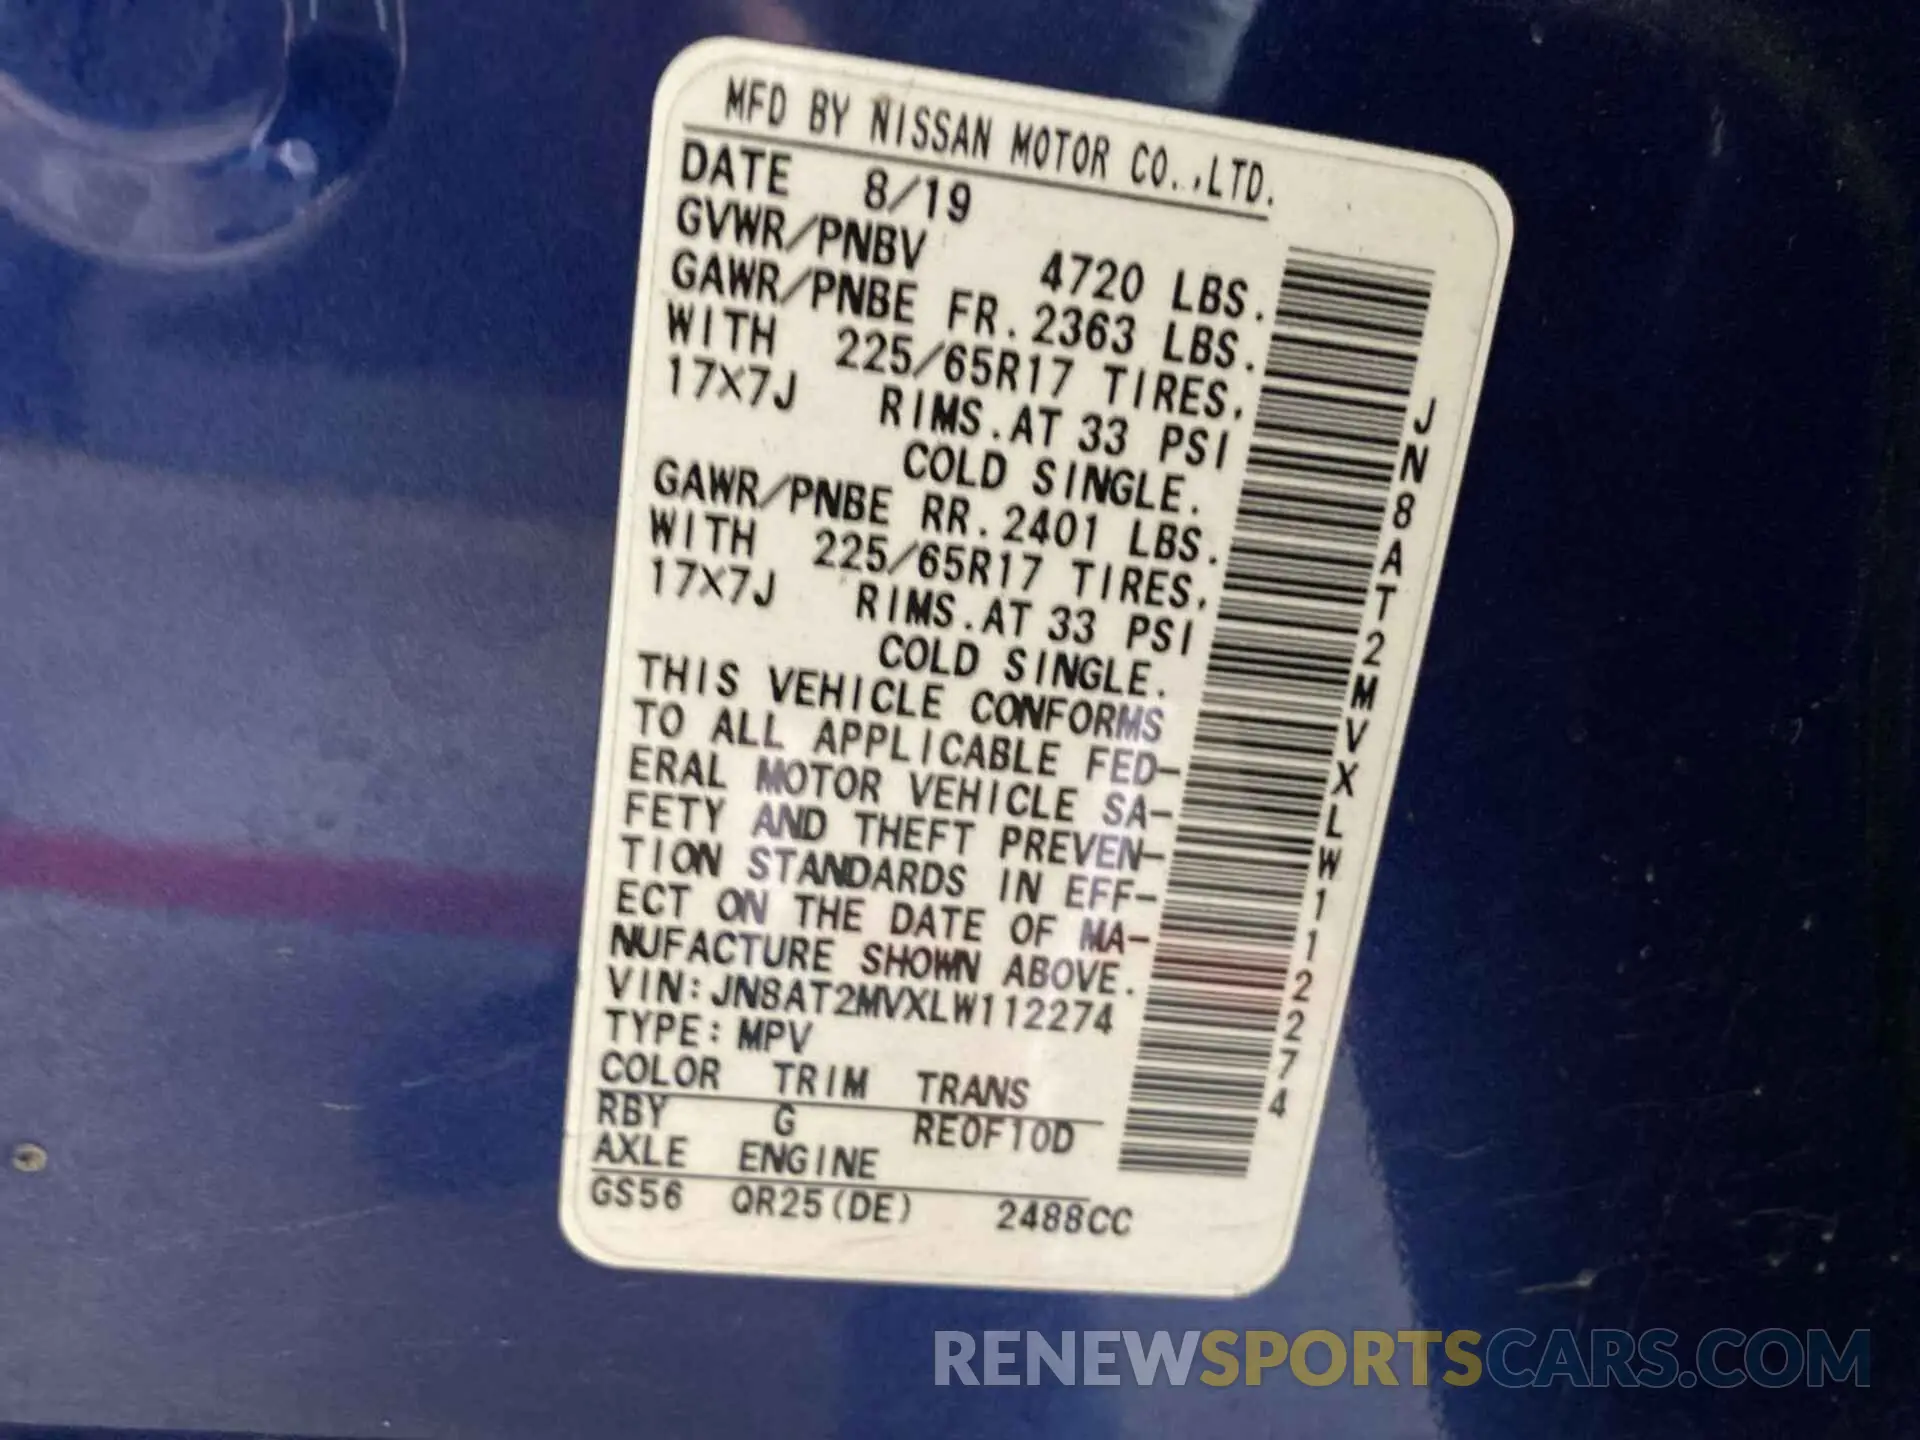 MFD BY NISSAN MOTOR CO.,LTD.
DATE 8/19
GVWR/PNBV 4720 LBS.
GAWR/PNBE FR.2363 LBS.
WITH 225/65R17 TIRES,
17X7J RIMS.AT 33 PSI
COLD SINGLE.
GAWR/PNBE RR.2401 LBS.
WITH 225/65R17 TIRES,
17X7J RIMS.AT 33 PSI
COLD SINGLE.
THIS VEHICLE CONFORMS
TO ALL APPLICABLE FED-
ERAL MOTOR VEHICLE SA-
FETY AND THEFT PREVEN-
TION STANDARDS IN EFF-
ECT ON THE DATE OF MA-
NUFACTURE SHOWN ABOVE.
VIN:JN8AT2MVXLW112274
TYPE:MPV
COLOR TRIM TRANS
RBY G RE0F10D
AXLE ENGINE
GS56 QR25(DE) 2488CC
JN8AT2MVXLW112274
RENEWSPORTSCARS.COM